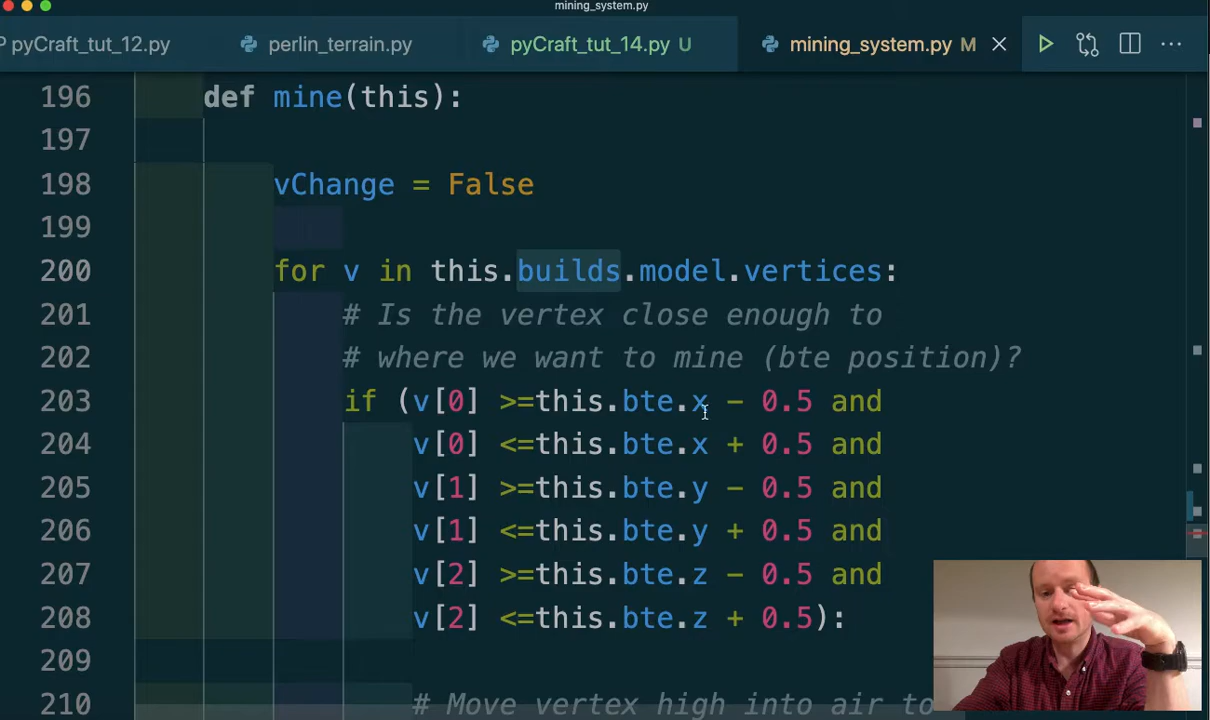 mining_system.py
pyCraft_tut_12.py perlin_terrain.py pyCraft_tut_14.py U mining_system.py M
196 def mine(this):
197
198 vChange = False
199
200 for v in this.builds.model.vertices:
201 # Is the vertex close enough to
202 # where we want to mine (bte position)?
203 if (v[0] >=this.bte.x - 0.5 and
204 v[0] <=this.bte.x + 0.5 and
205 v[1] >=this.bte.y - 0.5 and
206 v[1] <=this.bte.y + 0.5 and
207 v[2] >=this.bte.z - 0.5 and
208 v[2] <=this.bte.z + 0.5):
209
210 # Move vertex high into air to